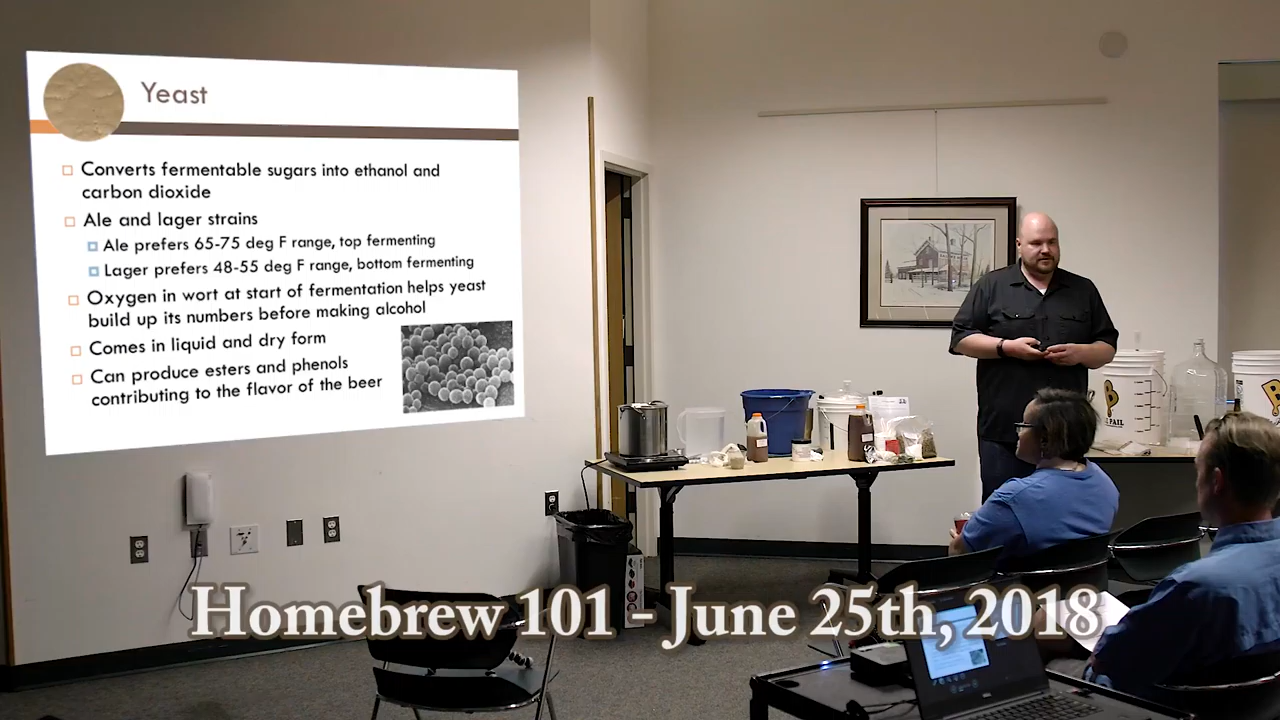 Yeast
Converts fermentable sugars into ethanol and
carbon dioxide
Ale and lager strains
Ale prefers 65-75 deg F range, top fermenting
Lager prefers 48-55 deg F range, bottom fermenting
Oxygen in wort at start of fermentation helps yeast
build up its numbers before making alcohol
Comes in liquid and dry form
Can produce esters and phenols
contributing to the flavor of the beer
Homebrew 101 - June 25th, 2018